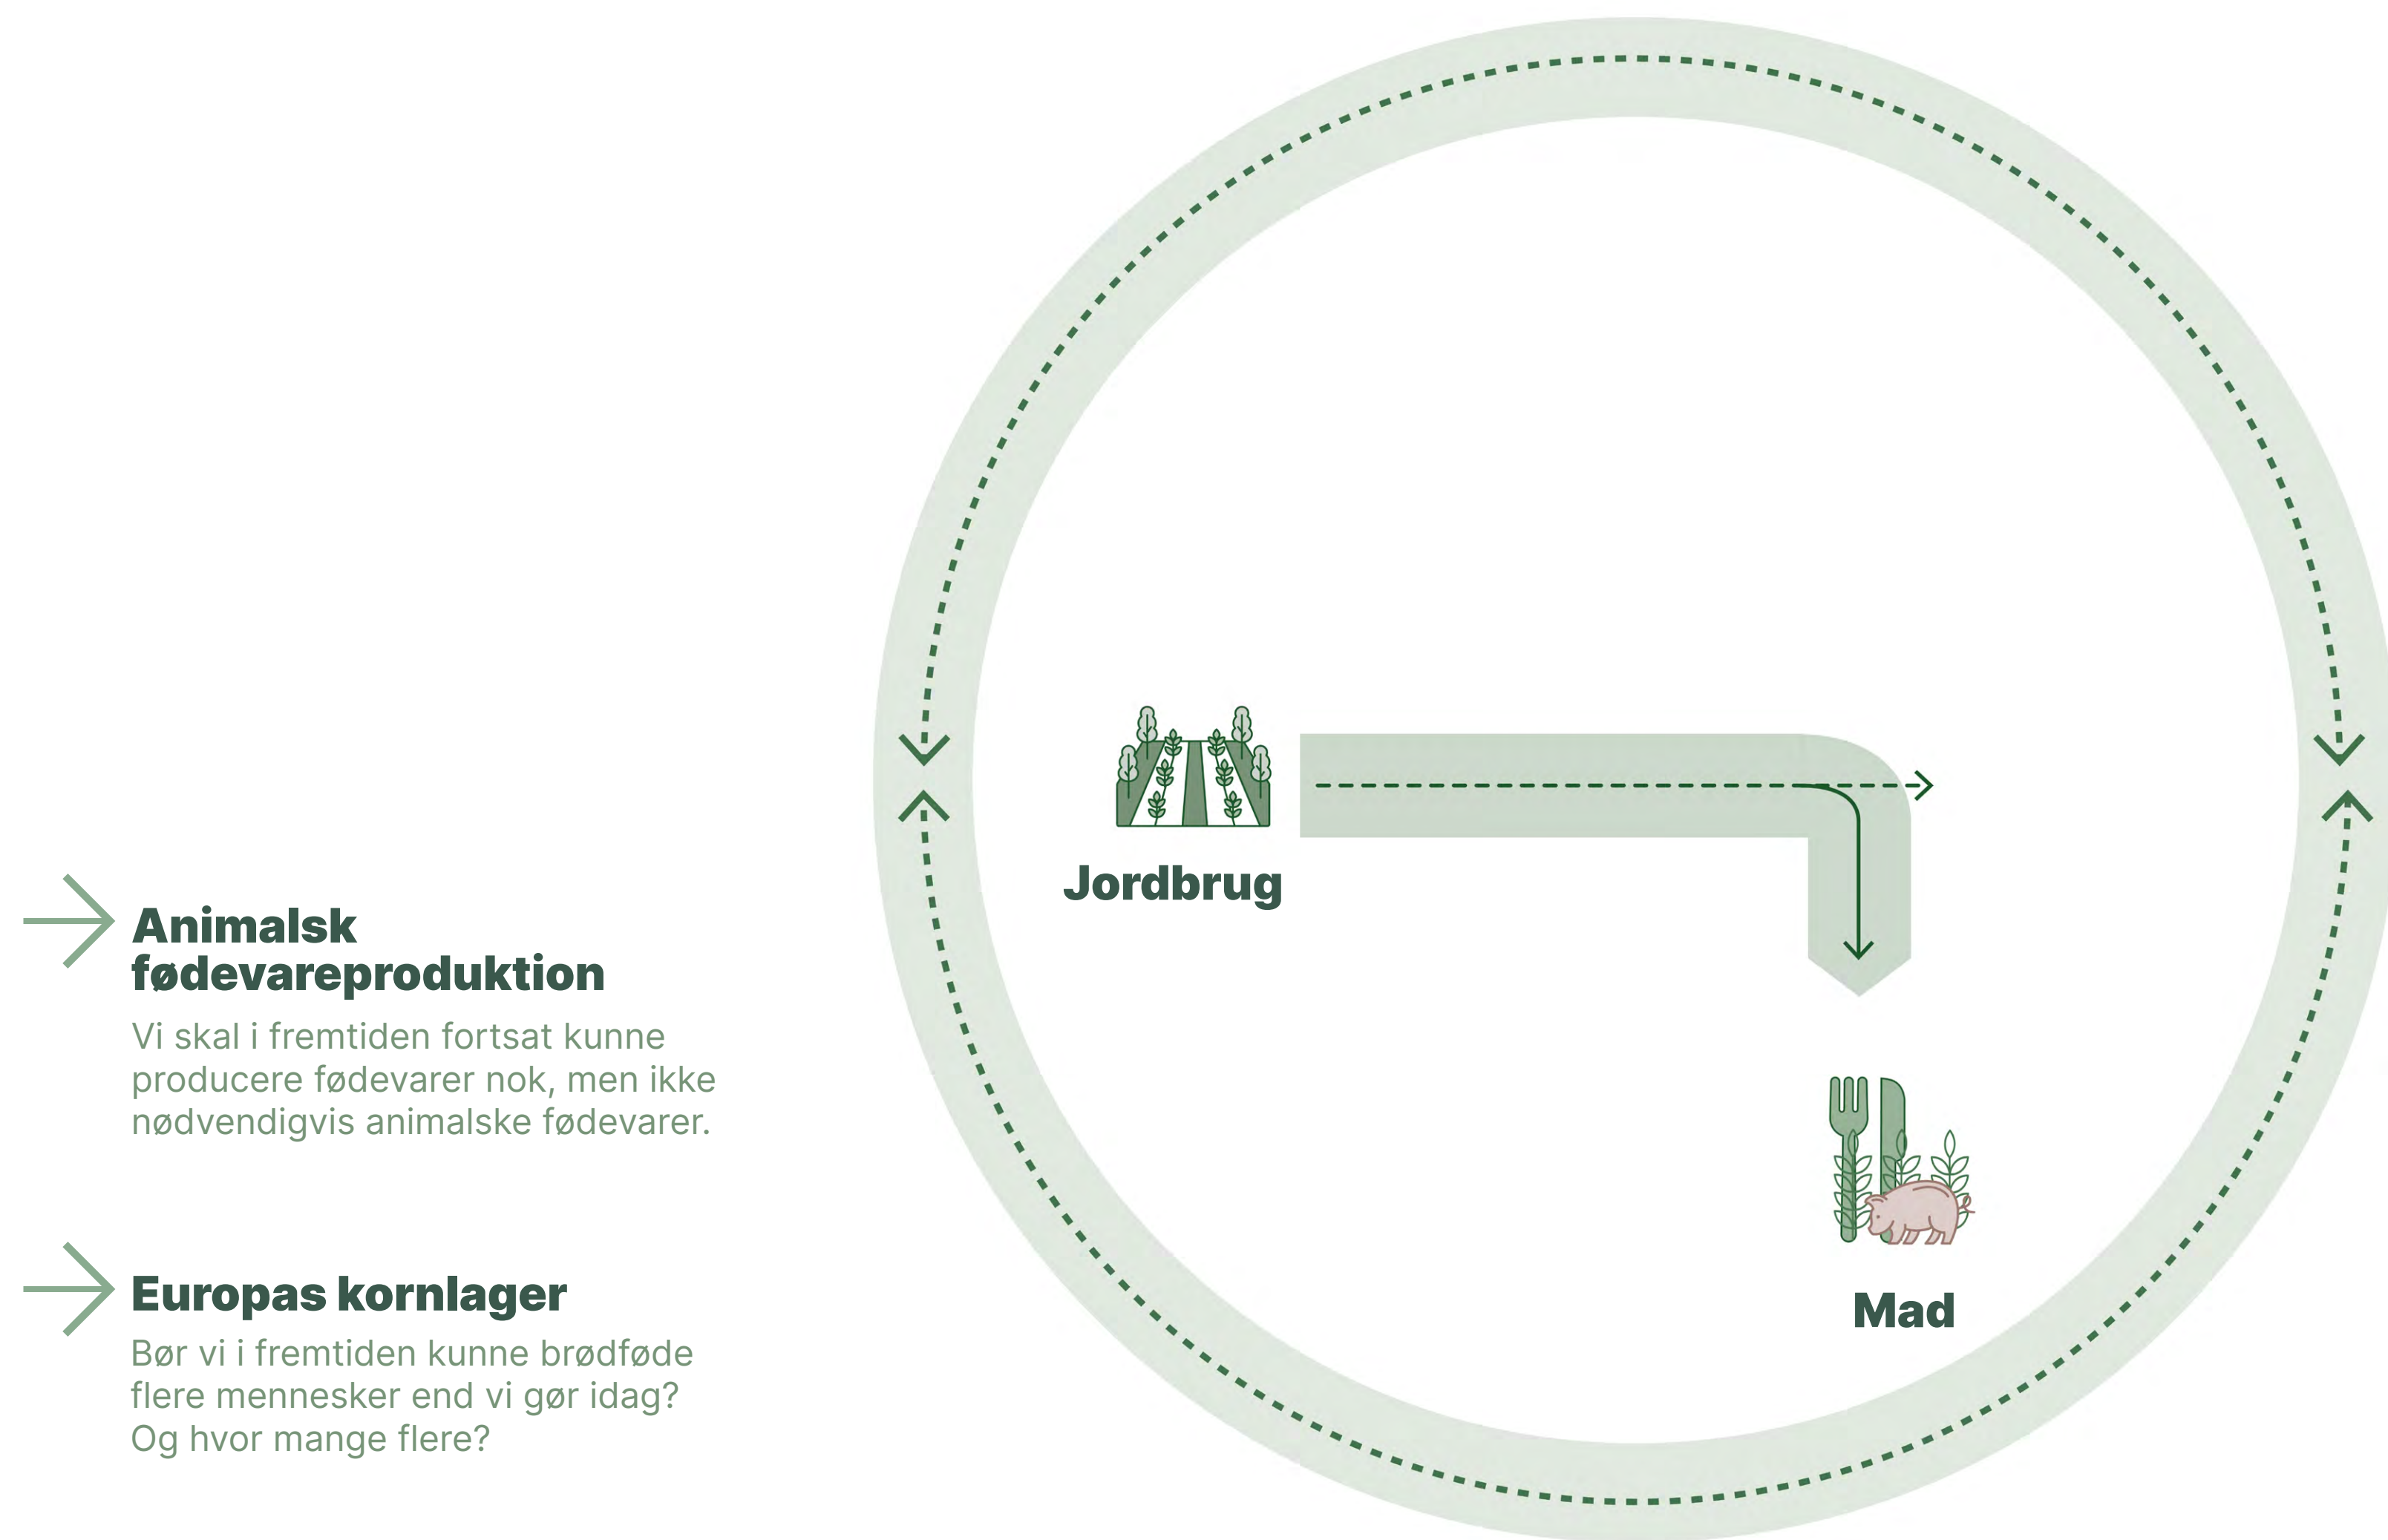 Animalsk
fødevareproduktion
Vi skal i fremtiden fortsat kunne
producere fødevarer nok, men ikke
nødvendigvis animalske fødevarer.
Europas kornlager
Bør vi i fremtiden kunne brødføde
flere mennesker end vi gør idag?
Og hvor mange flere?
Jordbrug
Mad